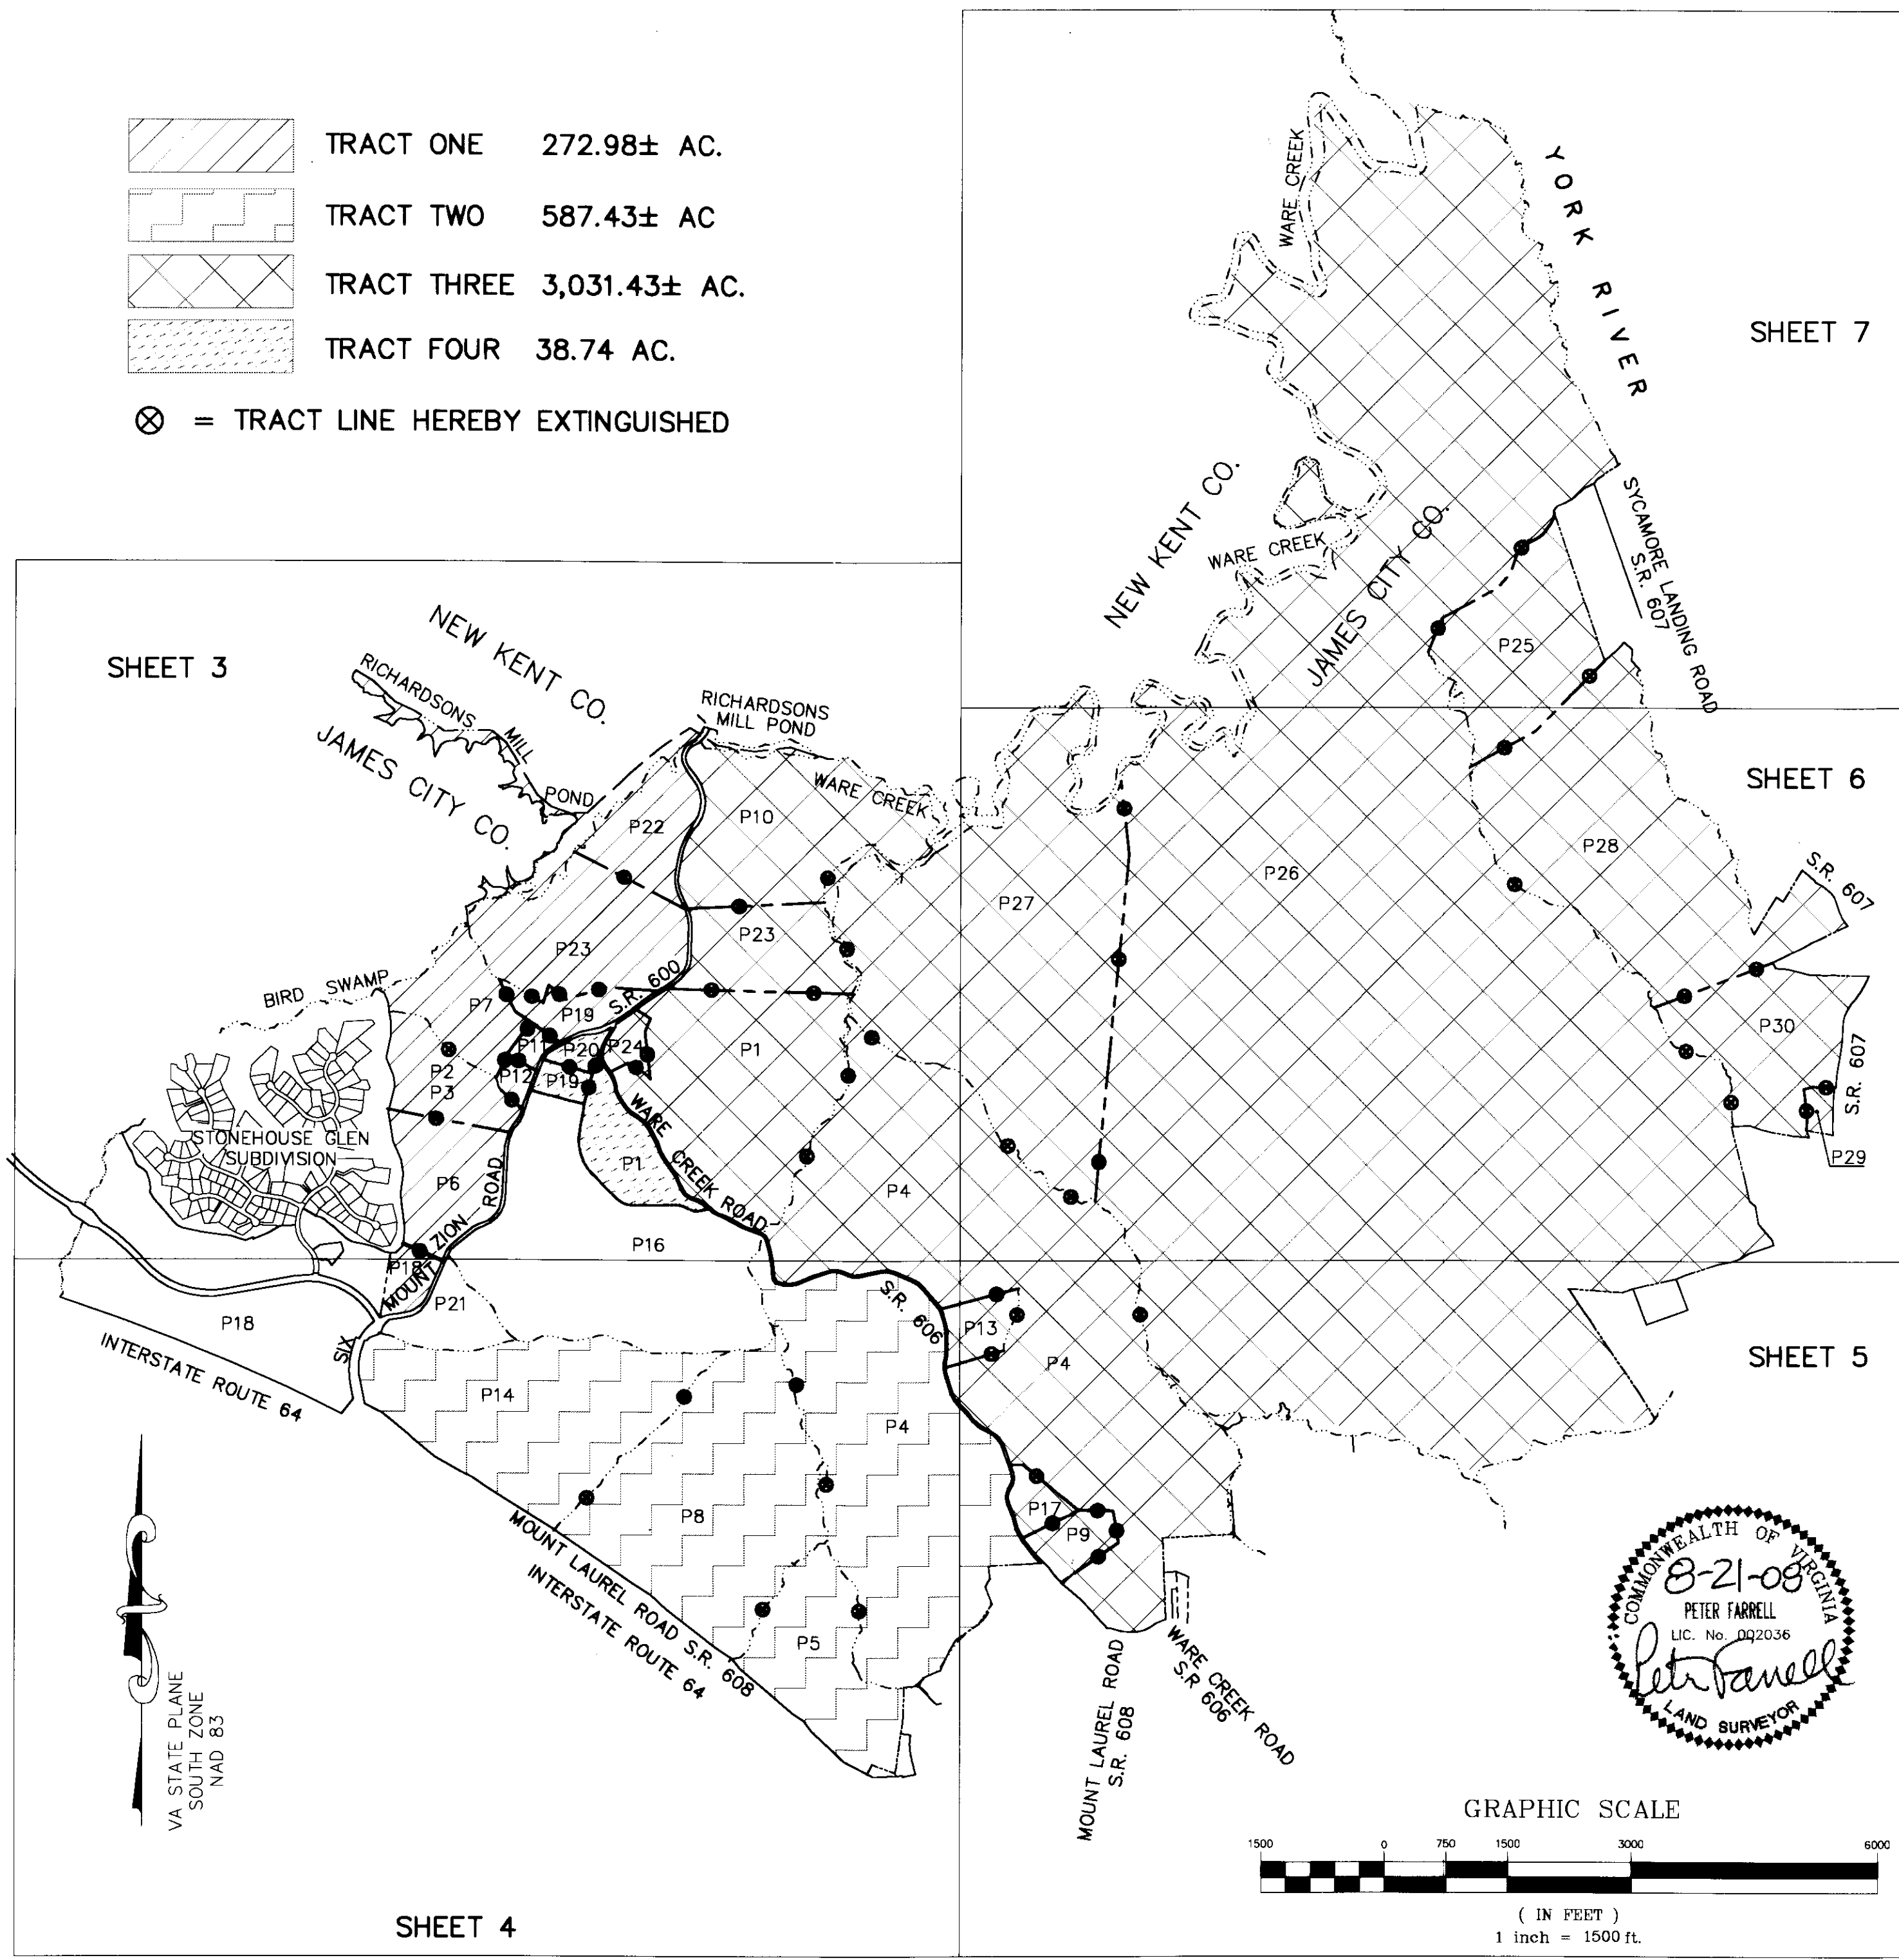 TRACT ONE 272.98± AC.
TRACT TWO 587.43± AC
TRACT THREE 3,031.43± AC.
TRACT FOUR 38.74 AC.
⊗ = TRACT LINE HEREBY EXTINGUISHED
SHEET 7
YORK RIVER
WARE CREEK
NEW KENT CO.
WARE CREEK
JAMES CITY CO.
SYCAMORE LANDING ROAD
S.R. 607
P25
SHEET 3
NEW KENT CO.
RICHARDSONS
MILL
POND
JAMES CITY CO.
RICHARDSONS
MILL POND
WARE CREEK
SHEET 6
P22
P10
P28
S.R. 607
P27
P26
P23
P23
BIRD SWAMP
P7
S.R. 600
P19
P30
S.R. 607
P11
P20
P24
P1
P2
P3
P12
P19
WARE CREEK ROAD
STONEHOUSE GLEN
SUBDIVISION
P1
P29
P6
P4
MOUNT ZION ROAD
P16
P18
P21
P18
SIX
INTERSTATE ROUTE 64
S.R. 606
P13
P4
SHEET 5
P14
P4
P8
P17
P9
MOUNT LAUREL ROAD S.R. 608
INTERSTATE ROUTE 64
P5
MOUNT LAUREL ROAD
S.R. 608
WARE CREEK ROAD
S.R 606
COMMONWEALTH OF VIRGINIA
8-21-08
PETER FARRELL
LIC. No. 002036
Peter Farrell
LAND SURVEYOR
VA STATE PLANE
SOUTH ZONE
NAD 83
GRAPHIC SCALE
1500 0 750 1500 3000 6000
( IN FEET )
1 inch = 1500 ft.
SHEET 4